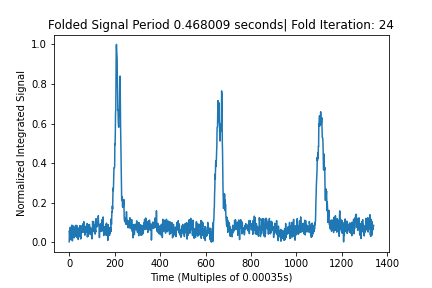 Folded Signal Period 0.468009 seconds| Fold Iteration: 24
1.0
0.8
0.6
0.4
0.2
0.0
Normalized Integrated Signal
0 200 400 600 800 1000 1200 1400
Time (Multiples of 0.00035s)